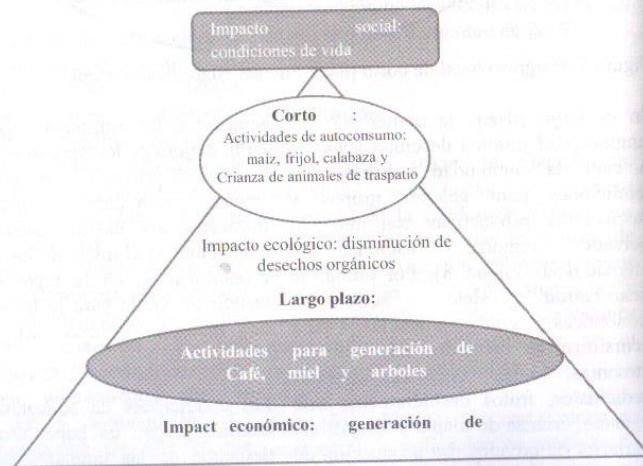 Impacto social:
condiciones de vida
Corto :
Actividades de autoconsumo:
maíz, frijol, calabaza y
Crianza de animales de traspatio
Impacto ecológico: disminución de
desechos orgánicos
Largo plazo:
Actividades para generación de
Café, miel y arboles
Impact económico: generación de